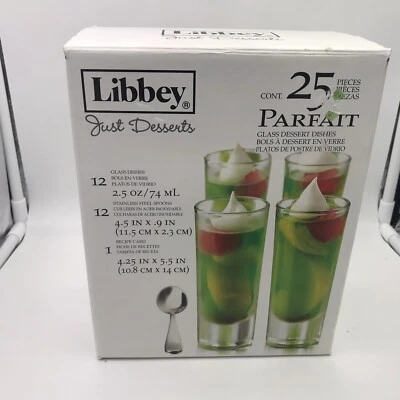 Libbey®
Just Desserts
CONT. 25 PIECES
PIÈCES
PIEZAS
PARFAIT
GLASS DESSERT DISHES
BOLS À DESSERT EN VERRE
PLATOS DE POSTRE DE VIDRIO
12 GLASS DISHES
BOLS EN VERRE
PLATOS DE VIDRIO
2.5 OZ/74 mL
12 STAINLESS STEEL SPOONS
CUILLÈRES EN ACIER INOXYDABLE
CUCHARAS DE ACERO INOXIDABLE
4.5 IN X .9 IN
(11.5 CM X 2.3 CM)
1 RECIPE CARD
FICHE DE RECETTES
TARJETA DE RECETA
4.25 IN X 5.5 IN
(10.8 CM X 14 CM)